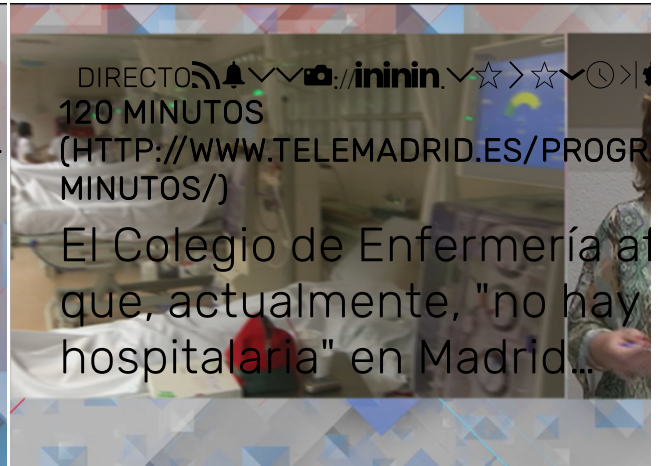 DIRECTO ://ininin.
120 MINUTOS
(HTTP://WWW.TELEMADRID.ES/PROGR
MINUTOS/)
El Colegio de Enfermería af
que, actualmente, "no hay
hospitalaria" en Madrid...